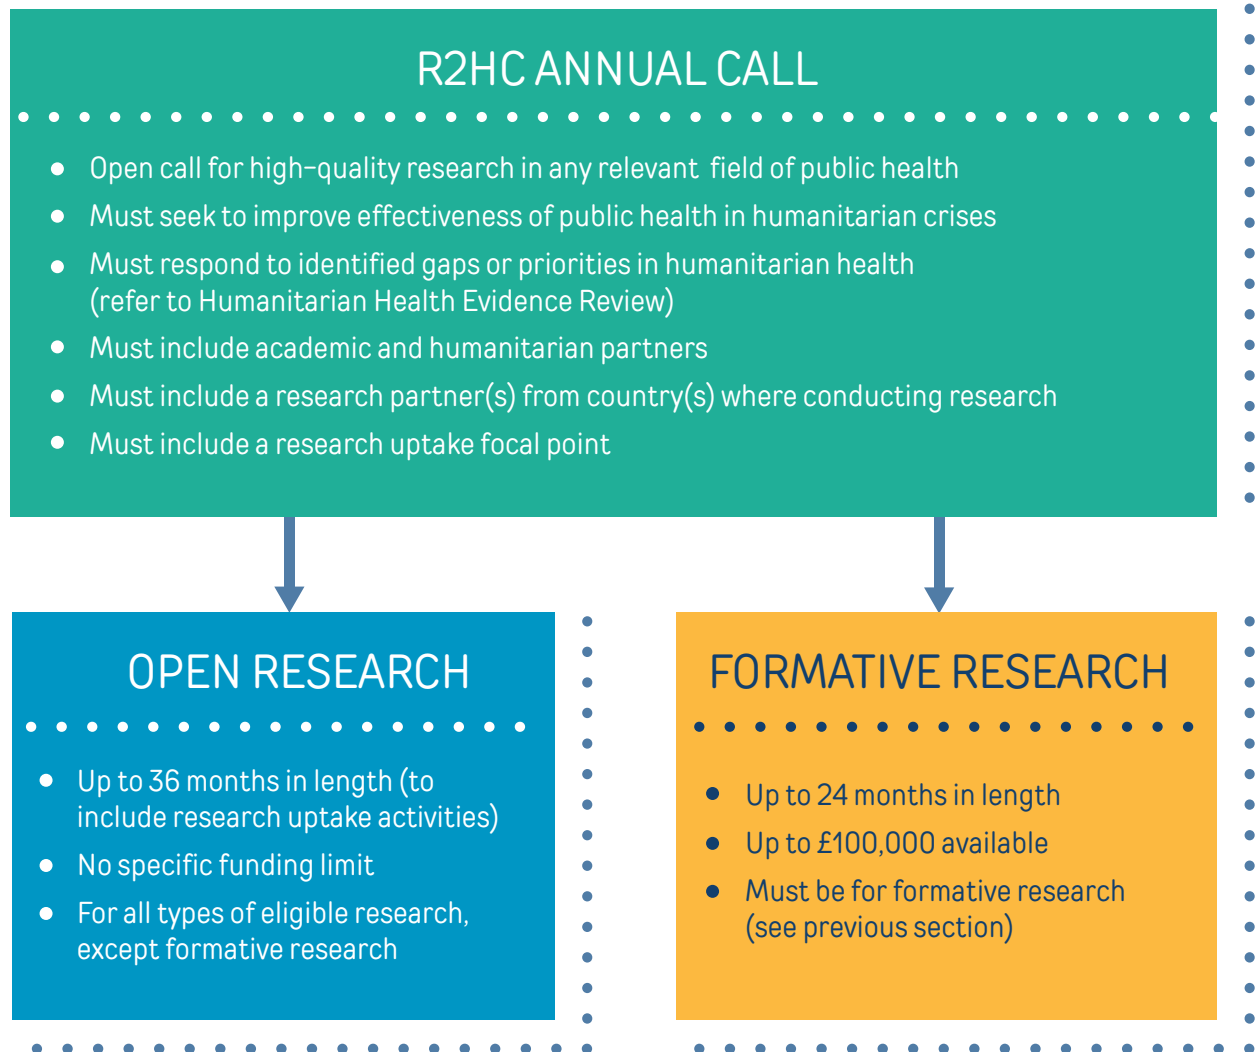 R2HC ANNUAL CALL
Open call for high-quality research in any relevant field of public health
Must seek to improve effectiveness of public health in humanitarian crises
Must respond to identified gaps or priorities in humanitarian health
(refer to Humanitarian Health Evidence Review)
Must include academic and humanitarian partners
Must include a research partner(s) from country(s) where conducting research
Must include a research uptake focal point
OPEN RESEARCH
Up to 36 months in length (to
include research uptake activities)
No specific funding limit
For all types of eligible research,
except formative research
FORMATIVE RESEARCH
Up to 24 months in length
Up to £100,000 available
Must be for formative research
(see previous section)